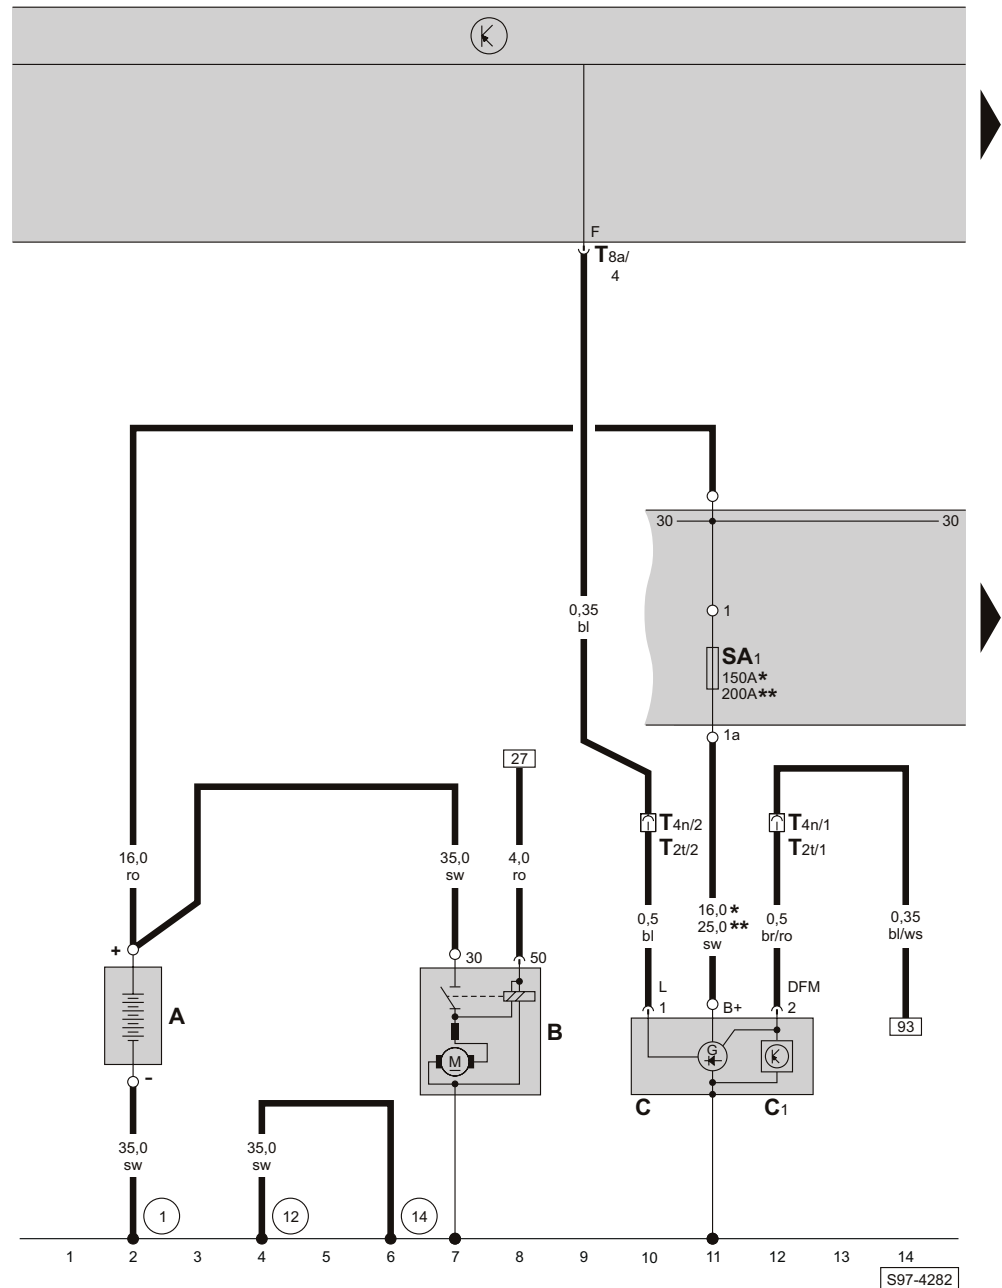 F
T8a/
4
30
30
1
0,35
bl
SA1
150A*
200A**
1a
27
T4n/2
T2t/2
T4n/1
T2t/1
16,0
ro
35,0
sw
4,0
ro
0,5
bl
16,0*
25,0**
sw
0,5
br/ro
0,35
bl/ws
+
30
50
L
1
B+
DFM
2
A
B
G
93
M
-
C
C1
35,0
sw
35,0
sw
1
12
14
1 2 3 4 5 6 7 8 9 10 11 12 13 14
S97-4282